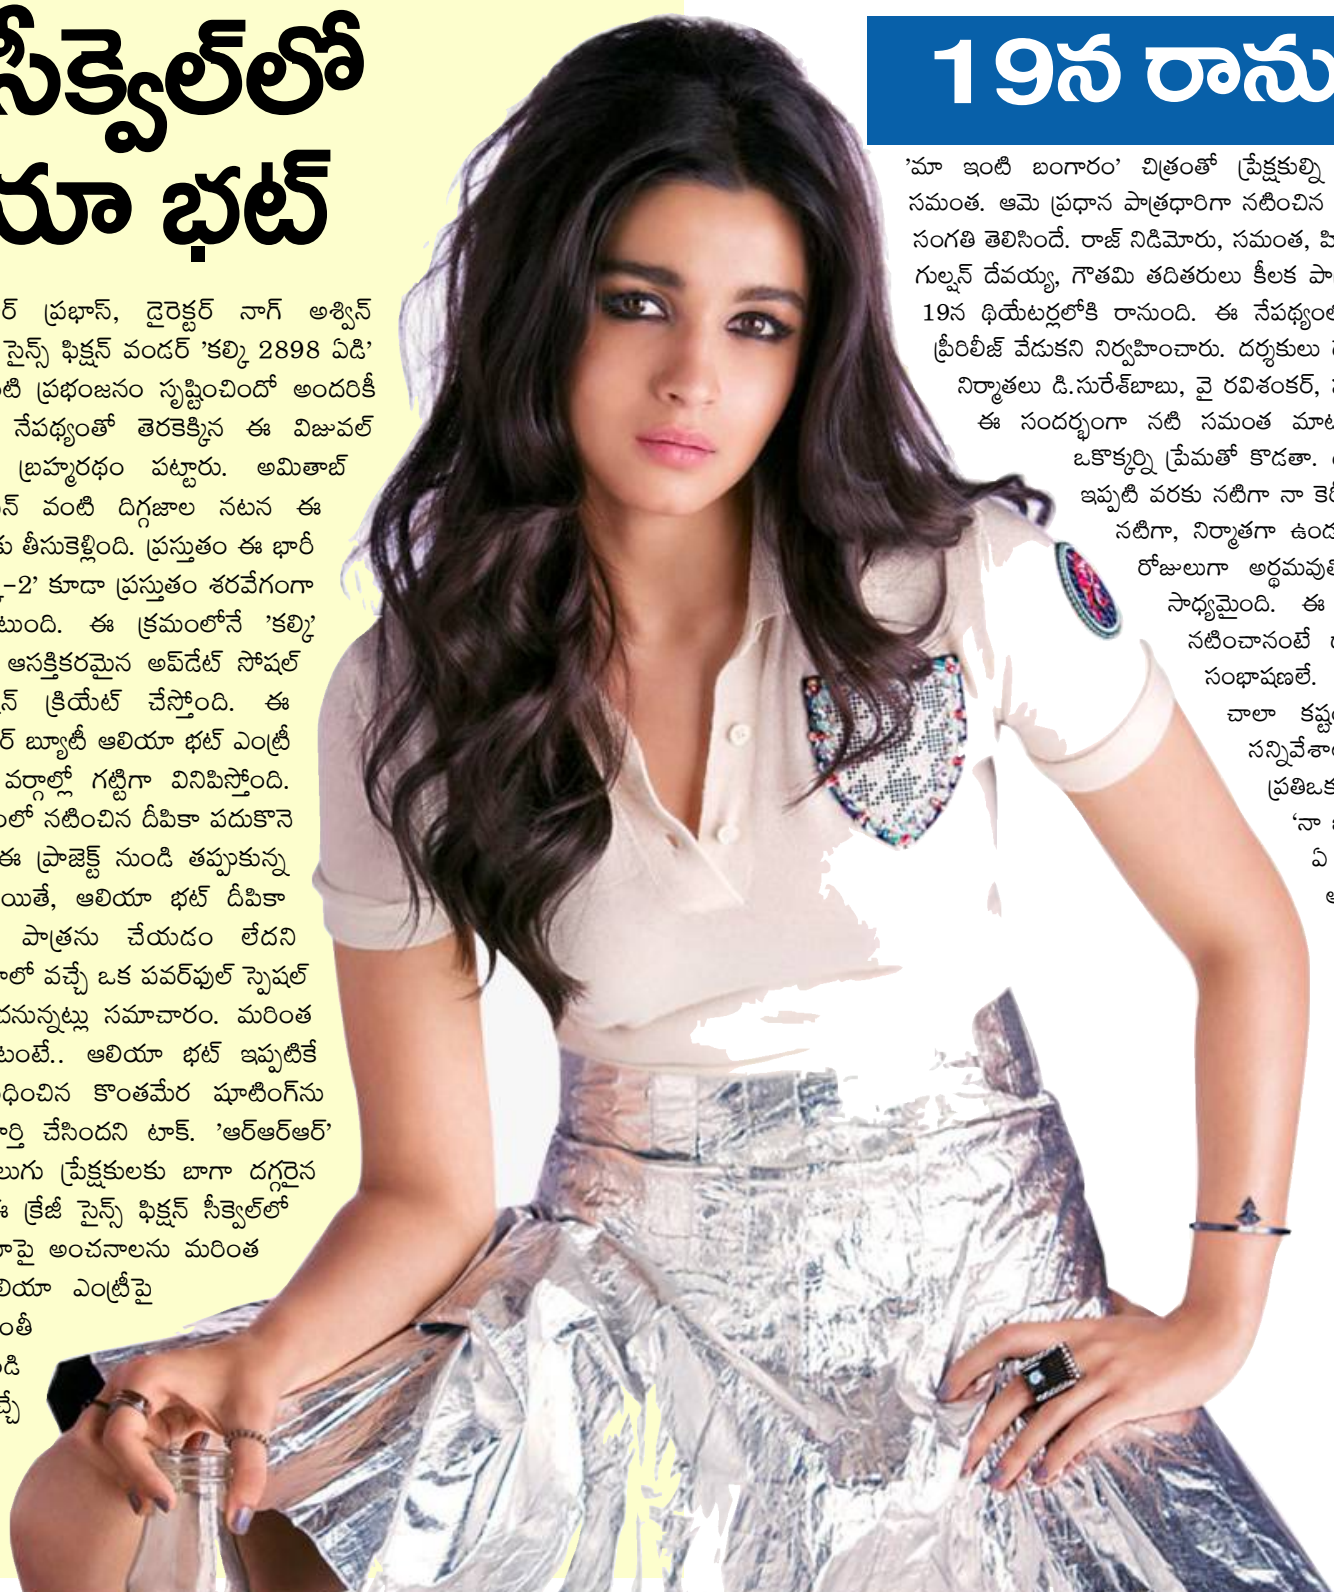 సీక్వెల్‌లో
యా భట్
ర్ ప్రభాస్, డైరెక్టర్ నాగ్ అశ్విన్
సైన్స్ ఫిక్షన్ వండర్ 'కల్కి 2898 ఏడి'
టి ప్రభంజనం సృష్టించిందో అందరికీ
నేపథ్యంతో తెరకెక్కిన ఈ విజువల్
బ్రహ్మరథం పట్టారు. అమితాబ్
న్ వంటి దిగ్గజాల నటన ఈ
కు తీసుకెళ్లింది. ప్రస్తుతం ఈ భారీ
-2' కూడా ప్రస్తుతం శరవేగంగా
టుంది. ఈ క్రమంలోనే 'కల్కి'
ఆసక్తికరమైన అప్‌డేట్ సోషల్
న్ క్రియేట్ చేస్తోంది. ఈ
ర్ బ్యూటీ ఆలియా భట్ ఎంట్రీ
వర్గాల్లో గట్టిగా వినిపిస్తోంది.
లో నటించిన దీపికా పదుకొనె
ఈ ప్రాజెక్ట్ నుండి తప్పుకున్న
యితే, ఆలియా భట్ దీపికా
పాత్రను చేయడం లేదని
లో వచ్చే ఒక పవర్‌ఫుల్ స్పెషల్
దనున్నట్లు సమాచారం. మరింత
టంటే.. ఆలియా భట్ ఇప్పటికే
ధించిన కొంతమేర షూటింగ్‌ను
ర్తి చేసిందని టాక్. 'ఆర్ఆర్ఆర్'
లుగు ప్రేక్షకులకు బాగా దగ్గరైన
ఈ క్రేజీ సైన్స్ ఫిక్షన్ సీక్వెల్‌లో
పై అంచనాలను మరింత
లియా ఎంట్రీపై
ంతీ
డి
చ్చే
19న రాను
'మా ఇంటి బంగారం' చిత్రంతో ప్రేక్షకుల్ని
సమంత. ఆమె ప్రధాన పాత్రధారిగా నటించిన
సంగతి తెలిసిందే. రాజ్ నిడిమోరు, సమంత,
గుల్షన్ దేవయ్య, గౌతమి తదితరులు కీలక పా
19న థియేటర్లలోకి రానుంది. ఈ నేపథ్యంల
ప్రీరిలీజ్ వేడుకని నిర్వహించారు. దర్శకులు
నిర్మాతలు డి.సురేశ్‌బాబు, వై రవిశంకర్,
ఈ సందర్భంగా నటి సమంత మాట
ఒకొక్కర్ని ప్రేమతో కొడతా.
ఇప్పటి వరకు నటిగా నా కెరీ
నటిగా, నిర్మాతగా ఉండ
రోజులుగా అర్థమవుత
సాధ్యమైంది. ఈ
నటించానంటే
సంభాషణలే.
చాలా కష్ట
సన్నివేశా
ప్రతిఒక
'నా
ఏ